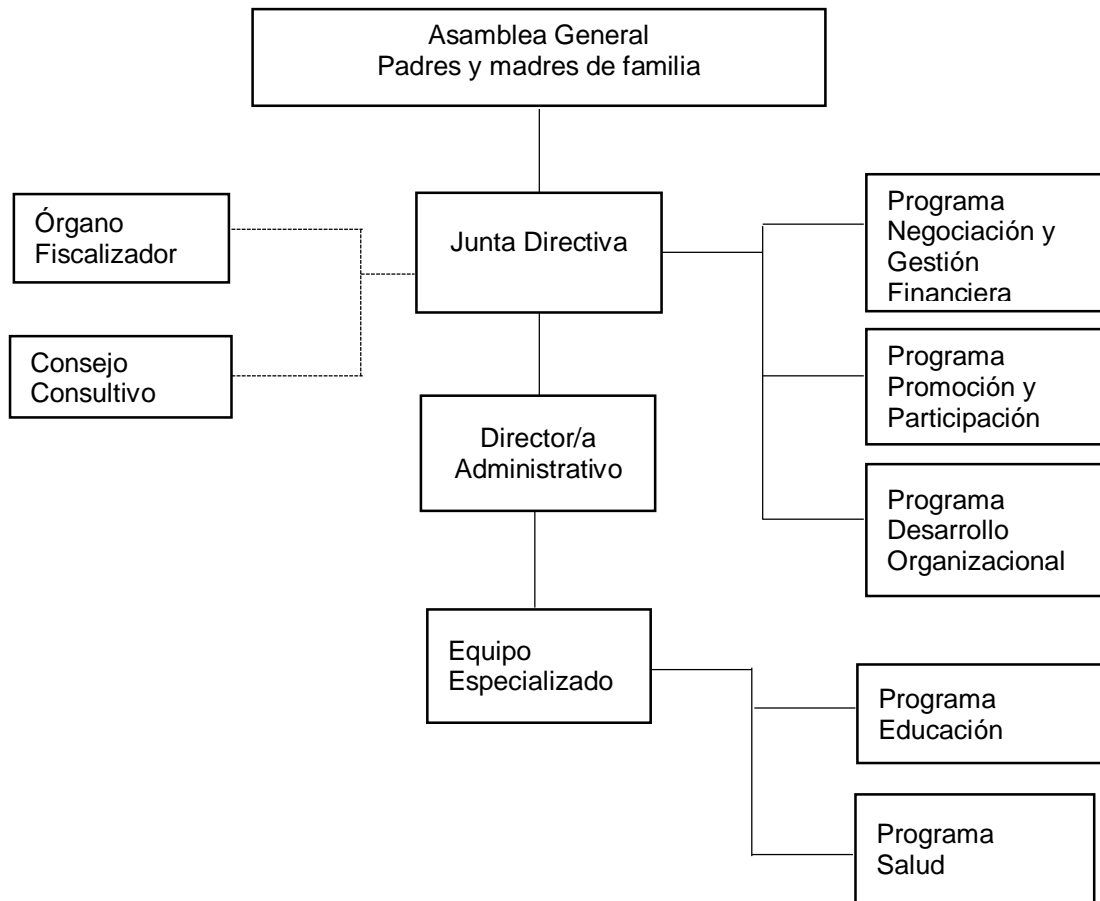 Asamblea General
Padres y madres de familia
Órgano
Fiscalizador
Junta Directiva
Programa
Negociación y
Gestión
Financiera
Consejo
Consultivo
Programa
Promoción y
Participación
Director/a
Administrativo
Programa
Desarrollo
Organizacional
Equipo
Especializado
Programa
Educación
Programa
Salud